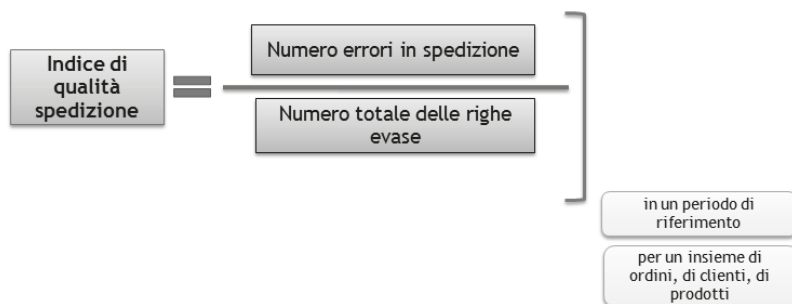 Indice di
qualità
spedizione
Numero errori in spedizione
Numero totale delle righe
evase
in un periodo di
riferimento
per un insieme di
ordini, di clienti, di
prodotti